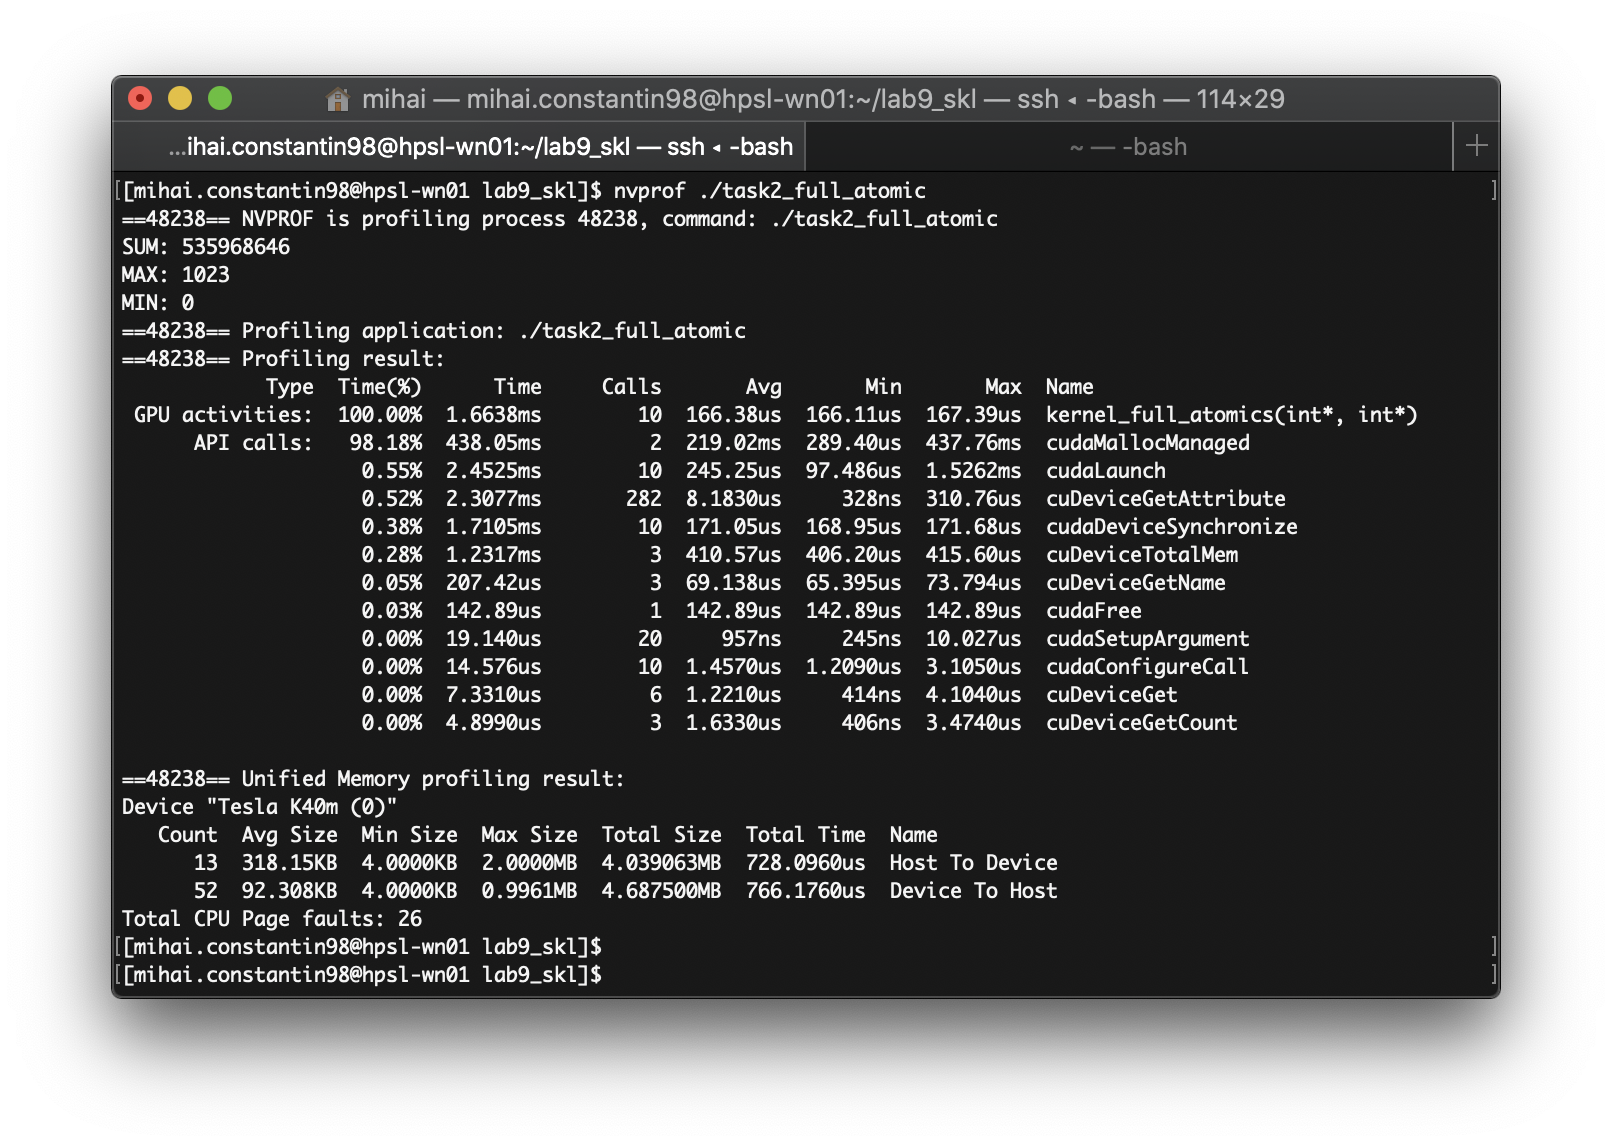 mihai — mihai.constantin98@hpsl-wn01:~/lab9_skl — ssh ◂ -bash — 114×29
...ihai.constantin98@hpsl-wn01:~/lab9_skl — ssh ◂ -bash ~ — -bash +
[[mihai.constantin98@hpsl-wn01 lab9_skl]$ nvprof ./task2_full_atomic ]
==48238== NVPROF is profiling process 48238, command: ./task2_full_atomic
SUM: 535968646
MAX: 1023
MIN: 0
==48238== Profiling application: ./task2_full_atomic
==48238== Profiling result:
            Type  Time(%)      Time     Calls       Avg       Min       Max  Name
 GPU activities:  100.00%  1.6638ms        10  166.38us  166.11us  167.39us  kernel_full_atomics(int*, int*)
      API calls:   98.18%  438.05ms         2  219.02ms  289.40us  437.76ms  cudaMallocManaged
                    0.55%  2.4525ms        10  245.25us  97.486us  1.5262ms  cudaLaunch
                    0.52%  2.3077ms       282  8.1830us     328ns  310.76us  cuDeviceGetAttribute
                    0.38%  1.7105ms        10  171.05us  168.95us  171.68us  cudaDeviceSynchronize
                    0.28%  1.2317ms         3  410.57us  406.20us  415.60us  cuDeviceTotalMem
                    0.05%  207.42us         3  69.138us  65.395us  73.794us  cuDeviceGetName
                    0.03%  142.89us         1  142.89us  142.89us  142.89us  cudaFree
                    0.00%  19.140us        20     957ns     245ns  10.027us  cudaSetupArgument
                    0.00%  14.576us        10  1.4570us  1.2090us  3.1050us  cudaConfigureCall
                    0.00%  7.3310us         6  1.2210us     414ns  4.1040us  cuDeviceGet
                    0.00%  4.8990us         3  1.6330us     406ns  3.4740us  cuDeviceGetCount
==48238== Unified Memory profiling result:
Device "Tesla K40m (0)"
   Count  Avg Size  Min Size  Max Size  Total Size  Total Time  Name
      13  318.15KB  4.0000KB  2.0000MB  4.039063MB  728.0960us  Host To Device
      52  92.308KB  4.0000KB  0.9961MB  4.687500MB  766.1760us  Device To Host
Total CPU Page faults: 26
[[mihai.constantin98@hpsl-wn01 lab9_skl]$ ]
[[mihai.constantin98@hpsl-wn01 lab9_skl]$ ]